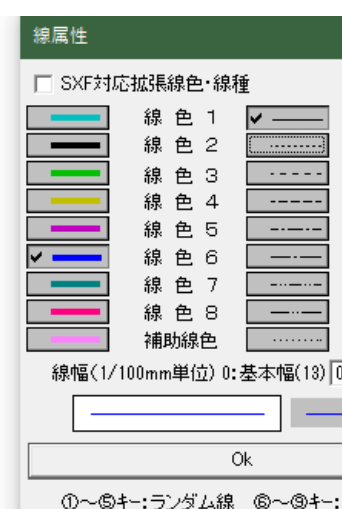 線属性
SXF対応拡張線色・線種
線 色 1
線 色 2
線 色 3
線 色 4
線 色 5
線 色 6
線 色 7
線 色 8
補助線色
線幅(1/100mm単位) 0:基本幅(13) 0
Ok
①～⑤キー:ランダム線 ⑥～⑨キー: